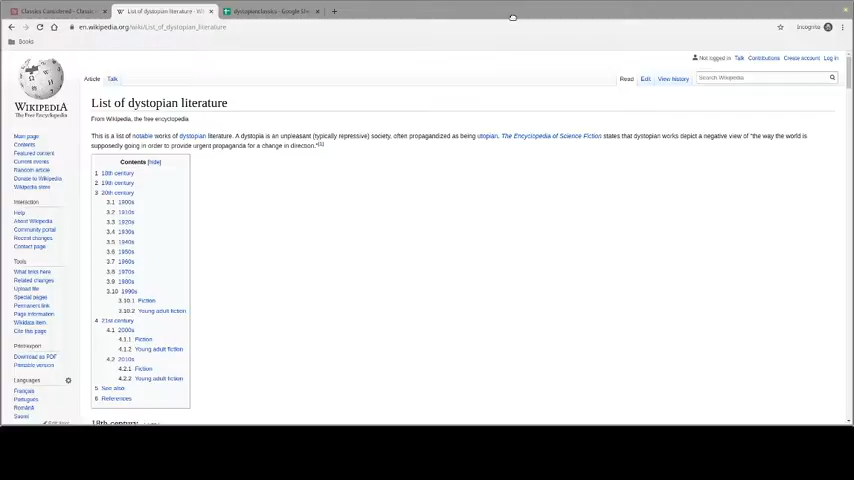 Classics Considered - Classic
List of dystopian literature - Wi
dystopianclassics - Google She
en.wikipedia.org/wiki/List_of_dystopian_literature
Incognito
Books
Not logged in Talk Contributions Create account Log in
Article Talk
Read Edit View history
Search Wikipedia
WIKIPEDIA
The Free Encyclopedia
Main page
Contents
Featured content
Current events
Random article
Donate to Wikipedia
Wikipedia store
Interaction
Help
About Wikipedia
Community portal
Recent changes
Contact page
Tools
What links here
Related changes
Upload file
Special pages
Permanent link
Page information
Wikidata item
Cite this page
Print/export
Download as PDF
Printable version
Languages
Français
Português
Română
Suomi
Edit links
List of dystopian literature
From Wikipedia, the free encyclopedia
This is a list of notable works of dystopian literature. A dystopia is an unpleasant (typically repressive) society, often propagandized as being utopian. The Encyclopedia of Science Fiction states that dystopian works depict a negative view of "the way the world is
supposedly going in order to provide urgent propaganda for a change in direction."[1]
Contents [hide]
1 18th century
2 19th century
3 20th century
3.1 1900s
3.2 1910s
3.3 1920s
3.4 1930s
3.5 1940s
3.6 1950s
3.7 1960s
3.8 1970s
3.9 1980s
3.10 1990s
3.10.1 Fiction
3.10.2 Young adult fiction
4 21st century
4.1 2000s
4.1.1 Fiction
4.1.2 Young adult fiction
4.2 2010s
4.2.1 Fiction
4.2.2 Young adult fiction
5 See also
6 References
18th century